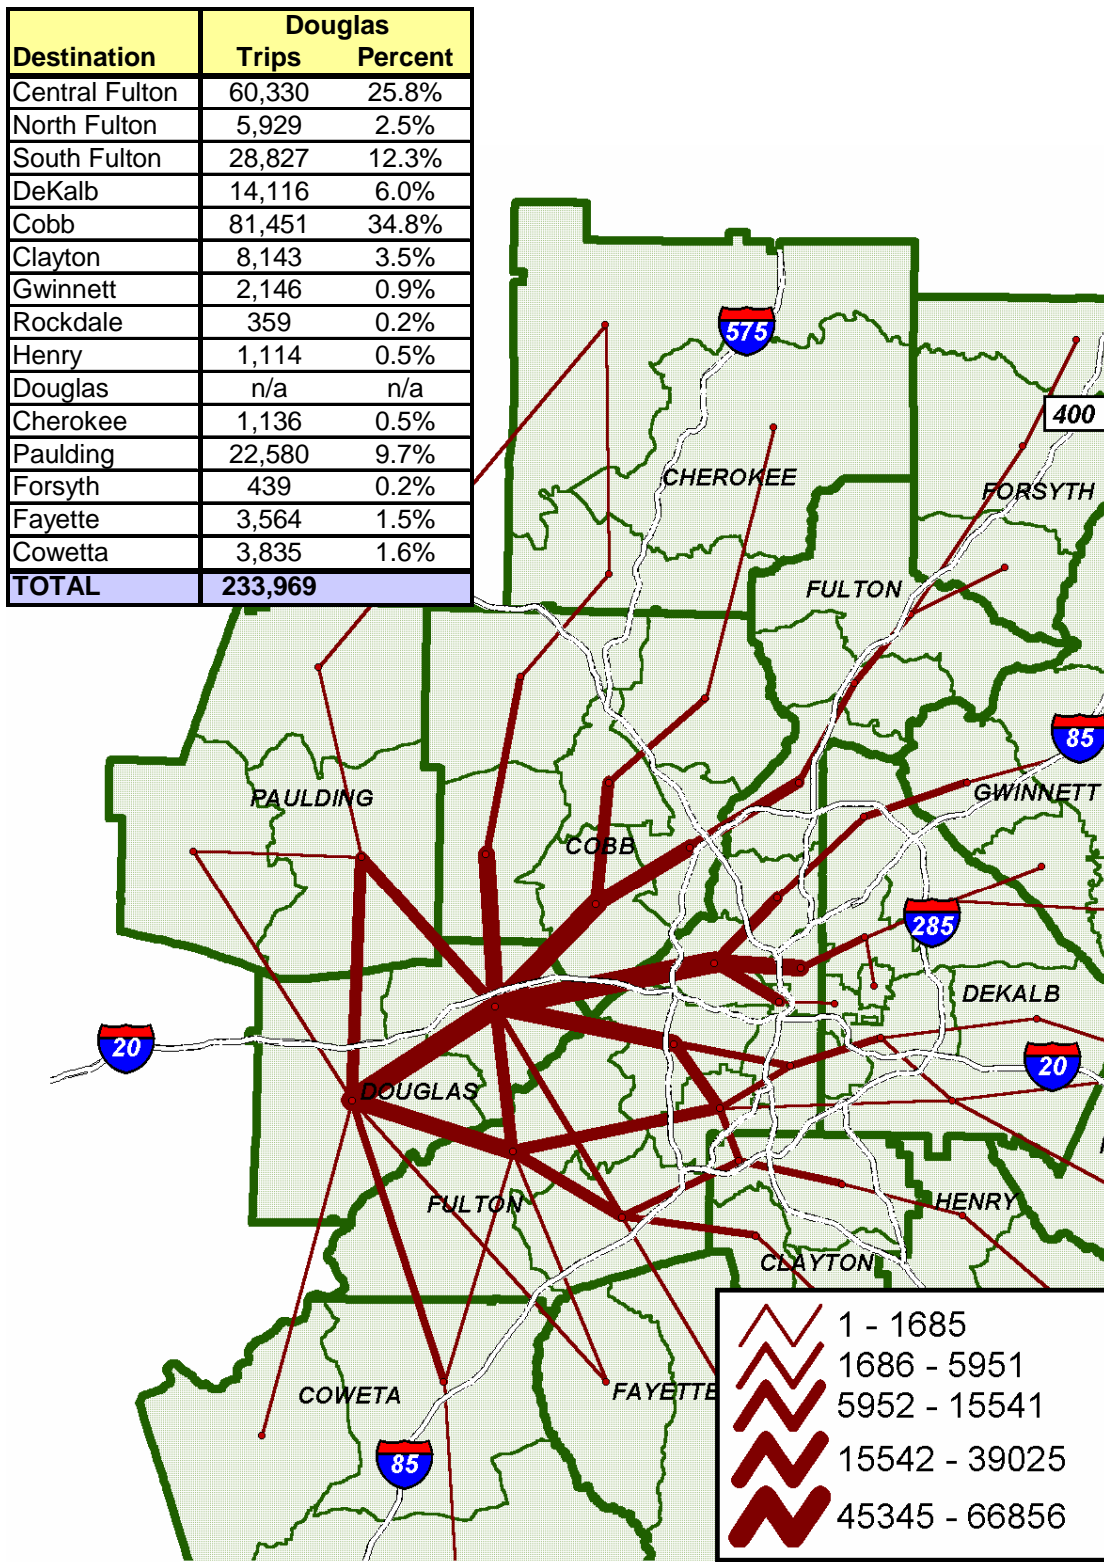 Douglas
Destination Trips Percent
Central Fulton 60,330 25.8%
North Fulton 5,929 2.5%
South Fulton 28,827 12.3%
DeKalb 14,116 6.0%
Cobb 81,451 34.8%
Clayton 8,143 3.5%
Gwinnett 2,146 0.9%
Rockdale 359 0.2%
Henry 1,114 0.5%
Douglas n/a n/a
Cherokee 1,136 0.5%
Paulding 22,580 9.7%
Forsyth 439 0.2%
Fayette 3,564 1.5%
Cowetta 3,835 1.6%
TOTAL 233,969
575
400
CHEROKEE
FORSYTH
FULTON
85
PAULDING
GWINNETT
COBB
285
DEKALB
20
20
DOUGLAS
FULTON
HENRY
CLAYTON
COWETA
FAYETTE
85
1 - 1685
1686 - 5951
5952 - 15541
15542 - 39025
45345 - 66856